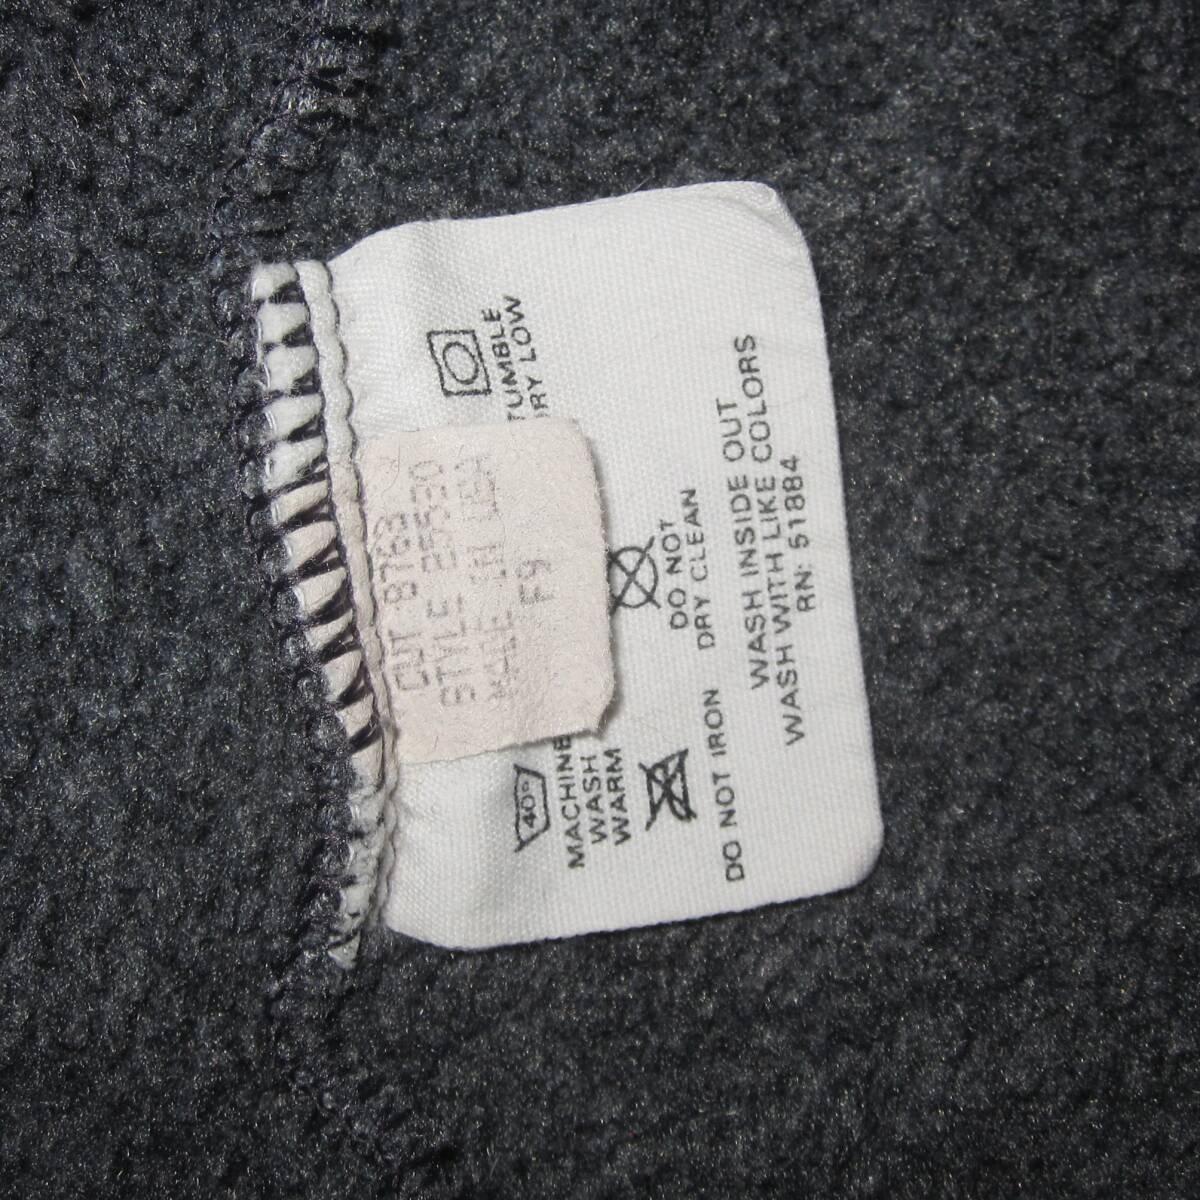 40°
MACHINE
WASH
WARM
TUMBLE
DRY LOW
CUT 8763
STYLE 25530
MADE IN USA
F9
DO NOT IRON
DO NOT
DRY CLEAN
WASH INSIDE OUT
WASH WITH LIKE COLORS
RN: 51884